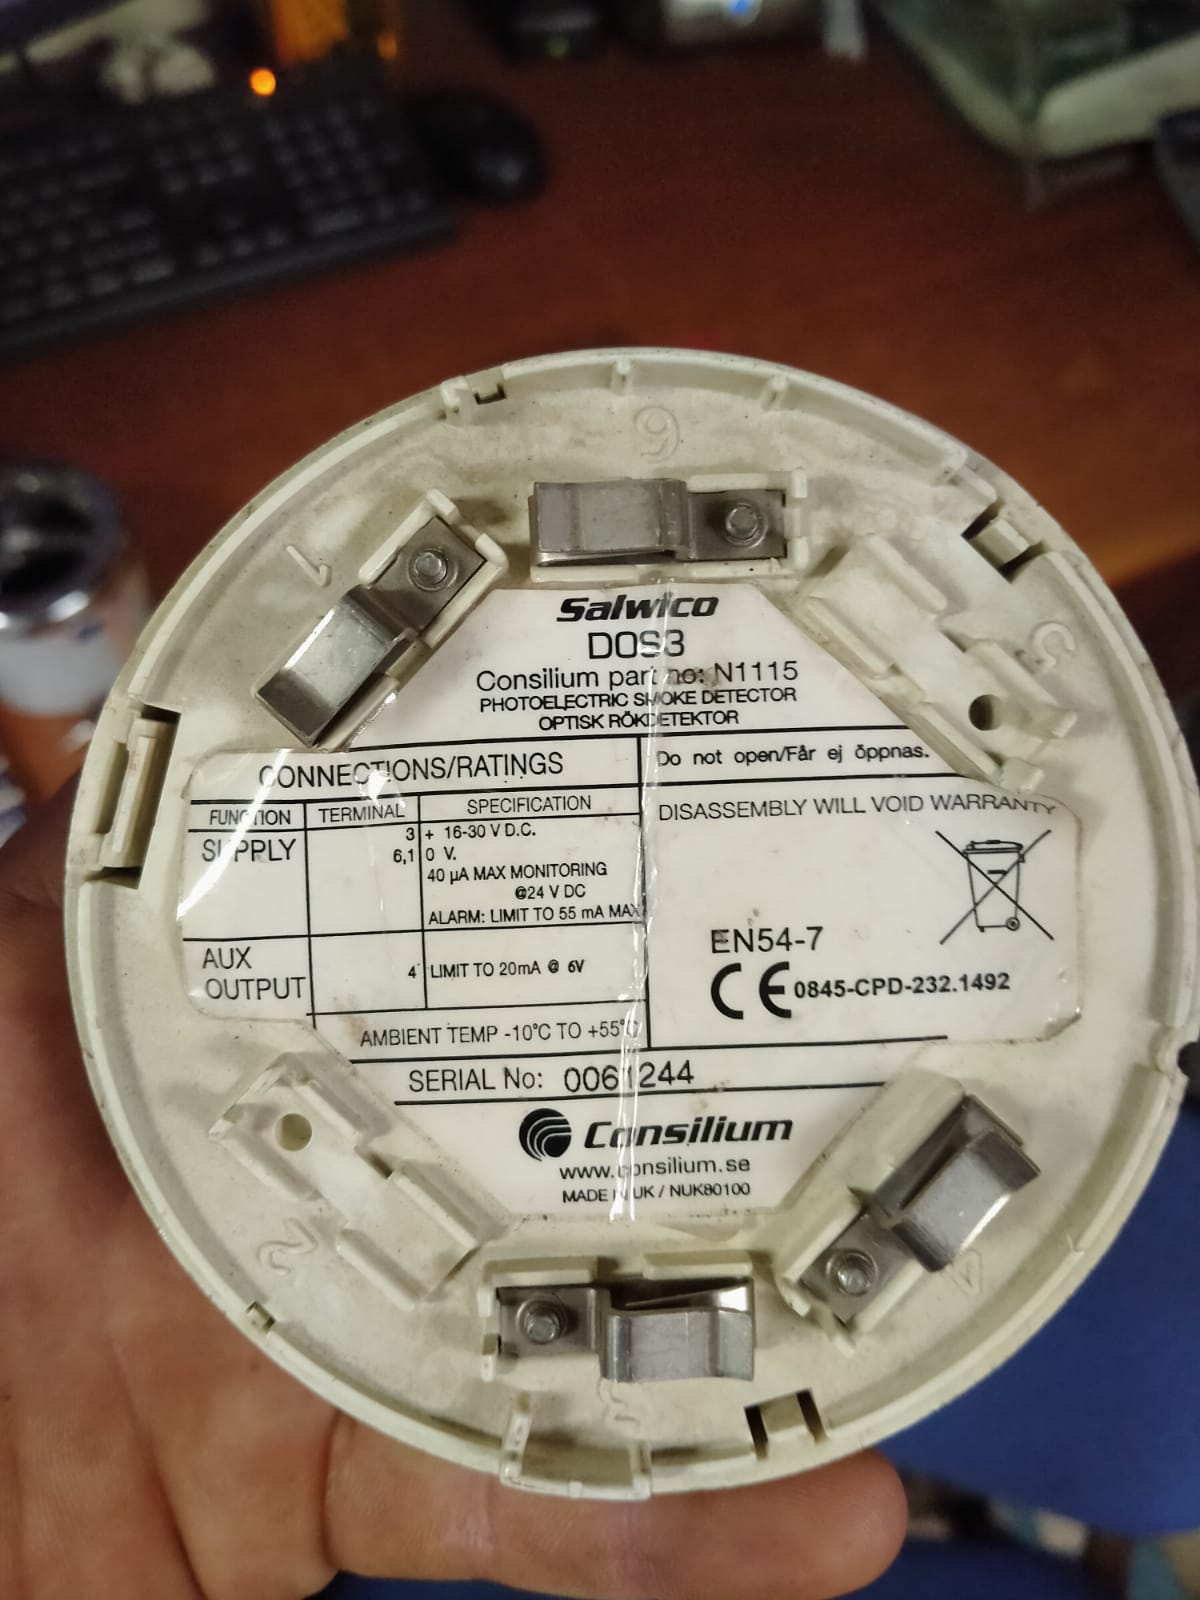 6
1
5
Salwico
DOS3
Consilium part no: N1115
PHOTOELECTRIC SMOKE DETECTOR
OPTISK RÖKDETEKTOR
CONNECTIONS/RATINGS
Do not open/Får ej öppnas.
FUNCTION TERMINAL SPECIFICATION
DISASSEMBLY WILL VOID WARRANTY
SUPPLY 3 + 16-30 V D.C.
6,1 0 V.
40 µA MAX MONITORING
@24 V DC
ALARM: LIMIT TO 55 mA MAX
AUX
OUTPUT
4 LIMIT TO 20mA @ 6V
EN54-7
CE 0845-CPD-232.1492
AMBIENT TEMP -10°C TO +55°C
SERIAL No: 0061244
Consilium
www.consilium.se
MADE IN UK / NUK80100
2
4